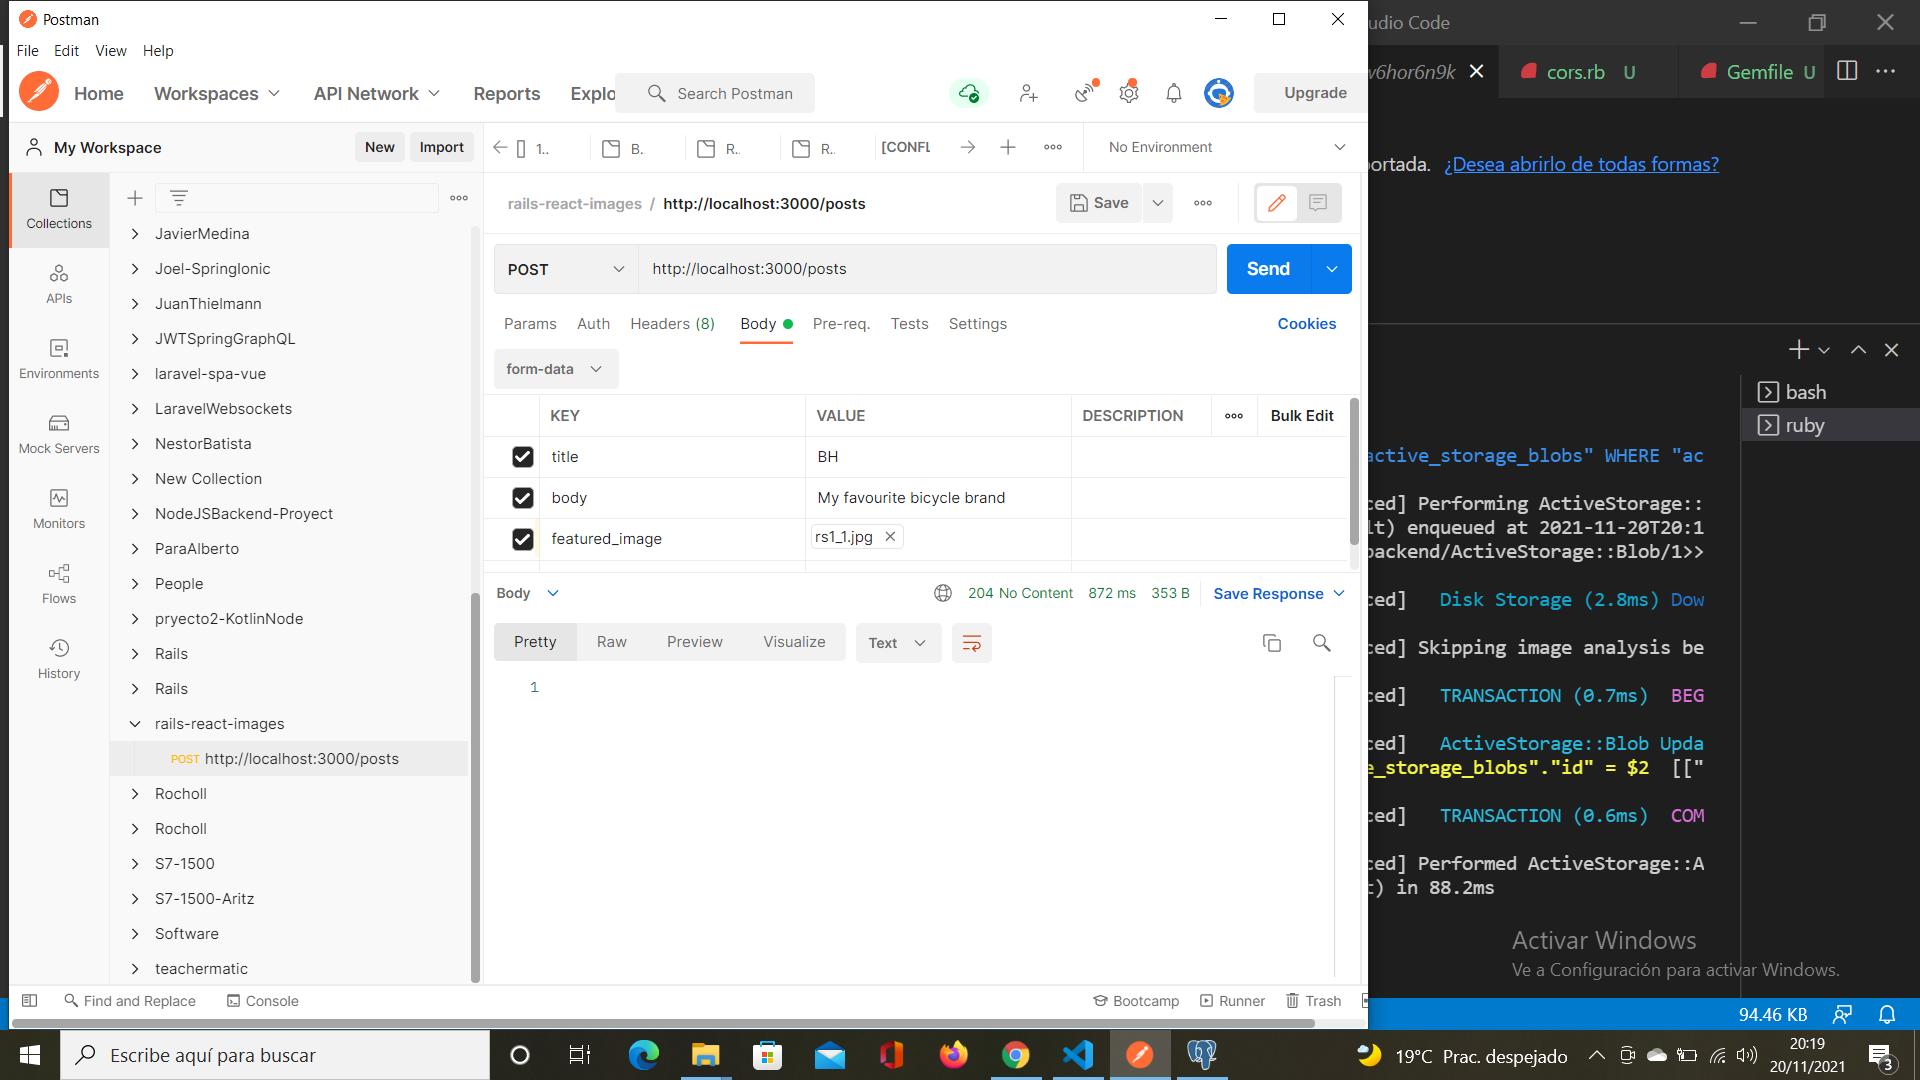 Postman
File Edit View Help
Home Workspaces API Network Reports Explo Search Postman Upgrade
My Workspace New Import
1.. B. R. R. [CONFL No Environment
rails-react-images / http://localhost:3000/posts Save
POST http://localhost:3000/posts Send
Params Auth Headers (8) Body Pre-req. Tests Settings Cookies
form-data
KEY VALUE DESCRIPTION Bulk Edit
title BH
body My favourite bicycle brand
featured_image rs1_1.jpg
Body 204 No Content 872 ms 353 B Save Response
Pretty Raw Preview Visualize Text
1
Collections
APIs
Environments
Mock Servers
Monitors
Flows
History
JavierMedina
Joel-SpringIonic
JuanThielmann
JWTSpringGraphQL
laravel-spa-vue
LaravelWebsockets
NestorBatista
New Collection
NodeJSBackend-Proyect
ParaAlberto
People
pryecto2-KotlinNode
Rails
Rails
rails-react-images
POST http://localhost:3000/posts
Rocholl
Rocholl
S7-1500
S7-1500-Aritz
Software
teachermatic
Find and Replace Console Bootcamp Runner Trash
udio Code
v6hor6n9k cors.rb U Gemfile U
ortada. ¿Desea abrirlo de todas formas?
bash
ruby
active_storage_blobs" WHERE "ac
ced] Performing ActiveStorage::
lt) enqueued at 2021-11-20T20:1
backend/ActiveStorage::Blob/1>>
ced] Disk Storage (2.8ms) Dow
ced] Skipping image analysis be
ced] TRANSACTION (0.7ms) BEG
ced] ActiveStorage::Blob Upda
e_storage_blobs"."id" = $2 [["
ced] TRANSACTION (0.6ms) COM
ced] Performed ActiveStorage::A
t) in 88.2ms
Activar Windows
Ve a Configuración para activar Windows.
94.46 KB
Escribe aquí para buscar
19°C Prac. despejado
20:19
20/11/2021
3